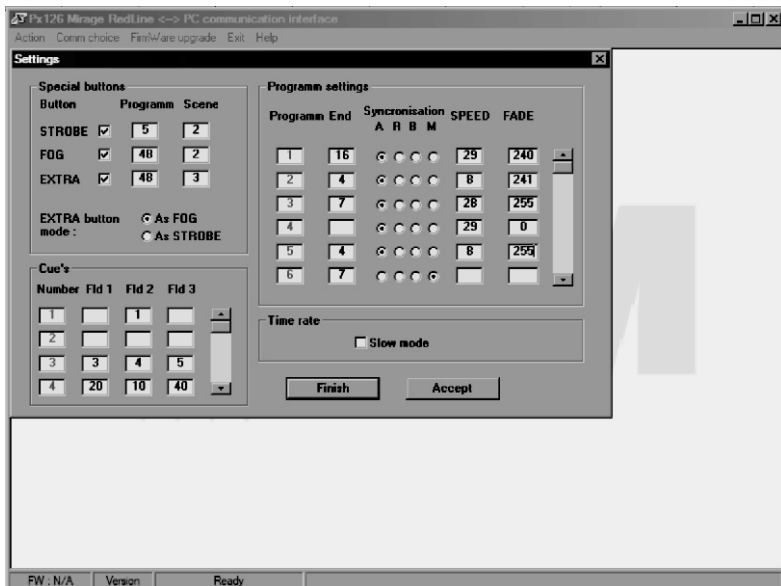 Px126 Mirage RedLine <--> PC communication interface
Action Comm choice FirmWare upgrade Exit Help
Settings
Special buttons
Button Programm Scene
STROBE 5 2
FOG 48 2
EXTRA 48 3
EXTRA button mode : As FOG
As STROBE
Cue's
Number Fld 1 Fld 2 Fld 3
1 1
2
3 3 4 5
4 20 10 40
Programm settings
Programm End Syncronisation SPEED FADE
A R B M
1 16 29 240
2 4 8 241
3 7 28 255
4 29 0
5 4 8 255
6 7
Time rate
Slow mode
Finish Accept
FW : N/A Version Ready